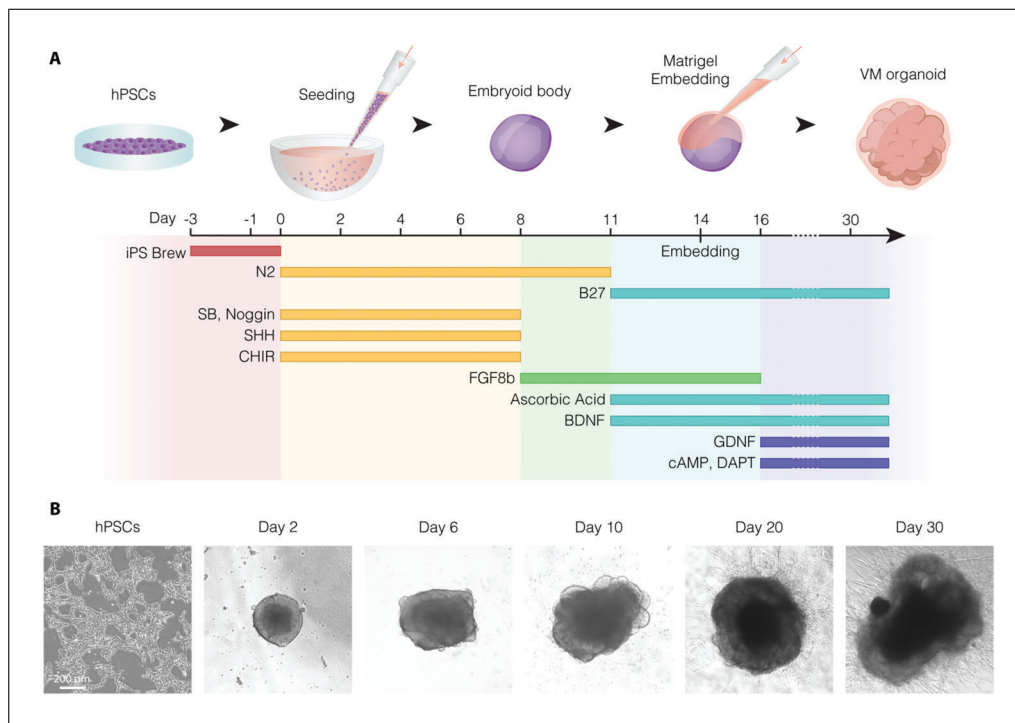 A
hPSCs
Seeding
Embryoid body
Matrigel
Embedding
VM organoid
Day -3 -1 0 2 4 6 8 11 14 16 30
iPS Brew
Embedding
N2
B27
SB, Noggin
SHH
CHIR
FGF8b
Ascorbic Acid
BDNF
GDNF
cAMP, DAPT
B
hPSCs
Day 2
Day 6
Day 10
Day 20
Day 30
200 µm